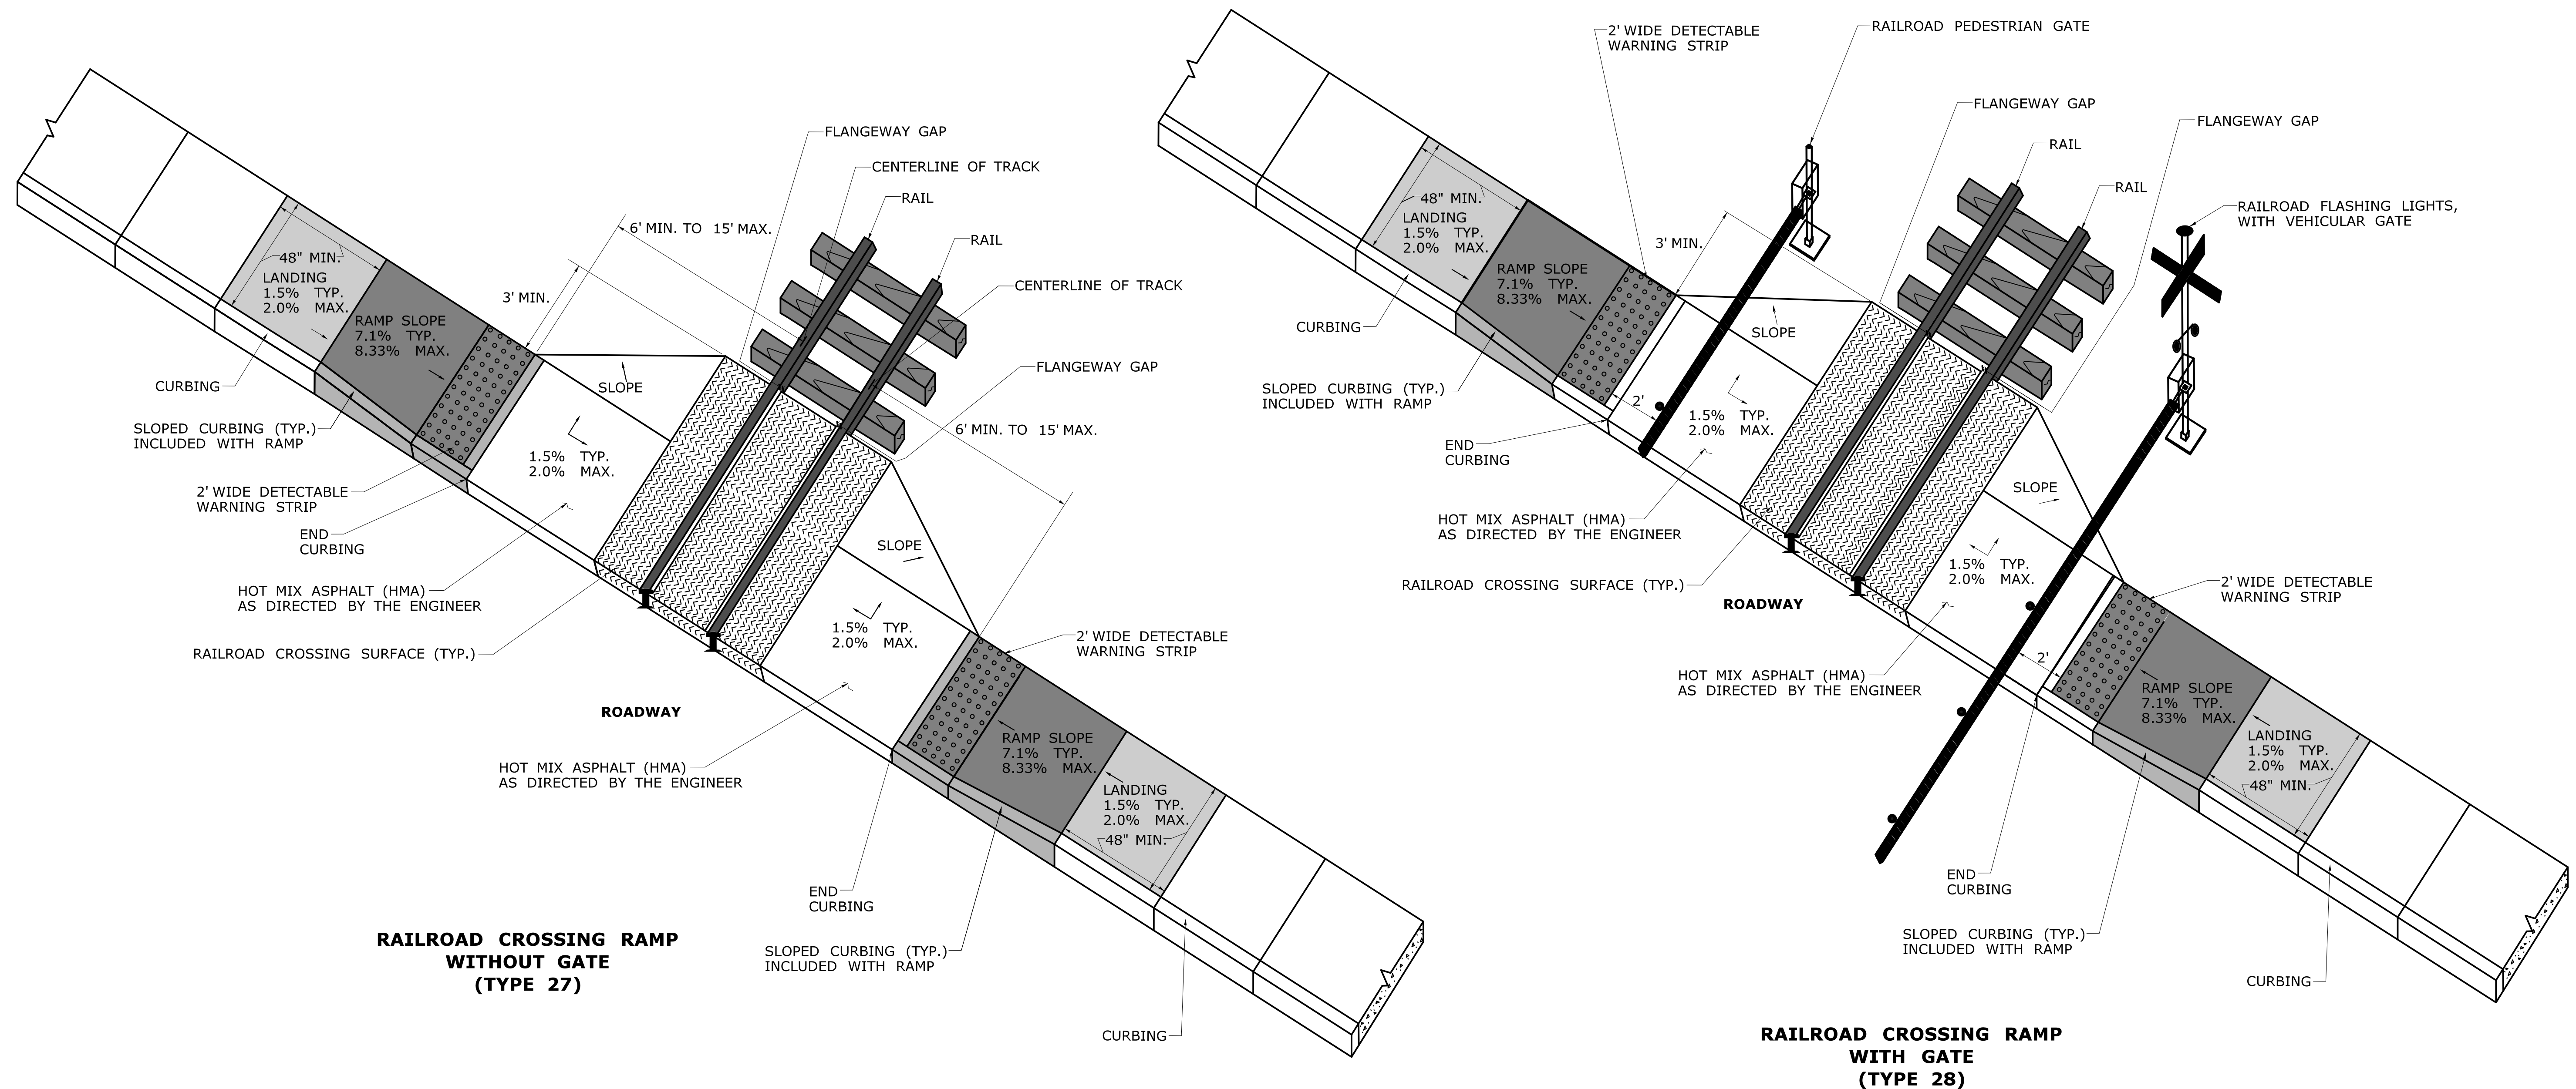 FLANGEWAY GAP
CENTERLINE OF TRACK
RAIL
6' MIN. TO 15' MAX.
RAIL
3' MIN.
48" MIN.
LANDING
1.5% TYP.
2.0% MAX.
CENTERLINE OF TRACK
RAMP SLOPE
7.1% TYP.
8.33% MAX.
FLANGEWAY GAP
CURBING
SLOPE
SLOPED CURBING (TYP.)
INCLUDED WITH RAMP
6' MIN. TO 15' MAX.
1.5% TYP.
2.0% MAX.
2' WIDE DETECTABLE
WARNING STRIP
END
CURBING
SLOPE
HOT MIX ASPHALT (HMA)
AS DIRECTED BY THE ENGINEER
1.5% TYP.
2.0% MAX.
2' WIDE DETECTABLE
WARNING STRIP
RAILROAD CROSSING SURFACE (TYP.)
ROADWAY
RAMP SLOPE
7.1% TYP.
8.33% MAX.
HOT MIX ASPHALT (HMA)
AS DIRECTED BY THE ENGINEER
LANDING
1.5% TYP.
2.0% MAX.
48" MIN.
END
CURBING
SLOPED CURBING (TYP.)
INCLUDED WITH RAMP
CURBING
RAILROAD CROSSING RAMP
WITHOUT GATE
(TYPE 27)
RAILROAD PEDESTRIAN GATE
2' WIDE DETECTABLE
WARNING STRIP
FLANGEWAY GAP
FLANGEWAY GAP
RAIL
RAIL
48" MIN.
LANDING
1.5% TYP.
2.0% MAX.
RAILROAD FLASHING LIGHTS,
WITH VEHICULAR GATE
3' MIN.
RAMP SLOPE
7.1% TYP.
8.33% MAX.
CURBING
SLOPE
SLOPED CURBING (TYP.)
INCLUDED WITH RAMP
2'
1.5% TYP.
2.0% MAX.
END
CURBING
SLOPE
HOT MIX ASPHALT (HMA)
AS DIRECTED BY THE ENGINEER
1.5% TYP.
2.0% MAX.
RAILROAD CROSSING SURFACE (TYP.)
2' WIDE DETECTABLE
WARNING STRIP
ROADWAY
2'
HOT MIX ASPHALT (HMA)
AS DIRECTED BY THE ENGINEER
RAMP SLOPE
7.1% TYP.
8.33% MAX.
LANDING
1.5% TYP.
2.0% MAX.
48" MIN.
END
CURBING
SLOPED CURBING (TYP.)
INCLUDED WITH RAMP
CURBING
RAILROAD CROSSING RAMP
WITH GATE
(TYPE 28)